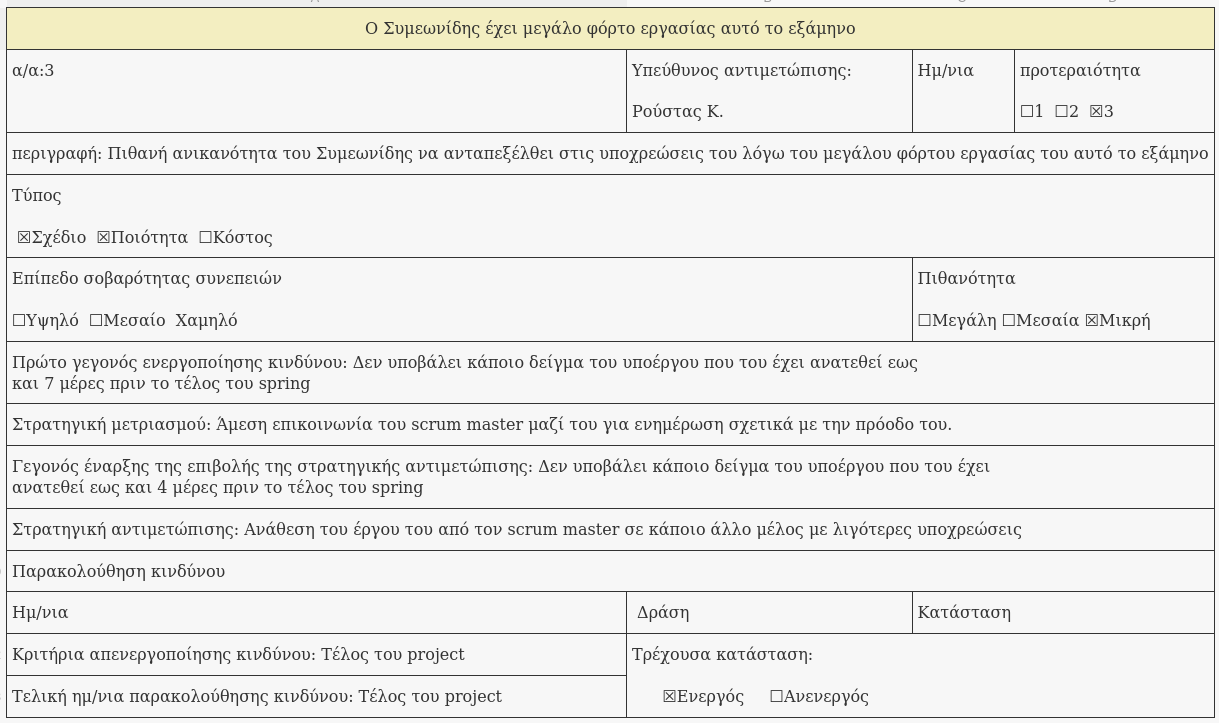 Ο Συμεωνίδης έχει μεγάλο φόρτο εργασίας αυτό το εξάμηνο
α/α:3
Υπεύθυνος αντιμετώπισης:
Ρούστας Κ.
Ημ/νια
προτεραιότητα
☐1 ☐2 ☒3
περιγραφή: Πιθανή ανικανότητα του Συμεωνίδης να ανταπεξέλθει στις υποχρεώσεις του λόγω του μεγάλου φόρτου εργασίας του αυτό το εξάμηνο
Τύπος
☒Σχέδιο ☒Ποιότητα ☐Κόστος
Επίπεδο σοβαρότητας συνεπειών
☐Υψηλό ☐Μεσαίο Χαμηλό
Πιθανότητα
☐Μεγάλη ☐Μεσαία ☒Μικρή
Πρώτο γεγονός ενεργοποίησης κινδύνου: Δεν υποβάλει κάποιο δείγμα του υποέργου που του έχει ανατεθεί εως
και 7 μέρες πριν το τέλος του spring
Στρατηγική μετριασμού: Άμεση επικοινωνία του scrum master μαζί του για ενημέρωση σχετικά με την πρόοδο του.
Γεγονός έναρξης της επιβολής της στρατηγικής αντιμετώπισης: Δεν υποβάλει κάποιο δείγμα του υποέργου που του έχει
ανατεθεί εως και 4 μέρες πριν το τέλος του spring
Στρατηγική αντιμετώπισης: Ανάθεση του έργου του από τον scrum master σε κάποιο άλλο μέλος με λιγότερες υποχρεώσεις
Παρακολούθηση κινδύνου
Ημ/νια
Δράση
Κατάσταση
Κριτήρια απενεργοποίησης κινδύνου: Τέλος του project
Τρέχουσα κατάσταση:
Τελική ημ/νια παρακολούθησης κινδύνου: Τέλος του project
☒Ενεργός ☐Ανενεργός